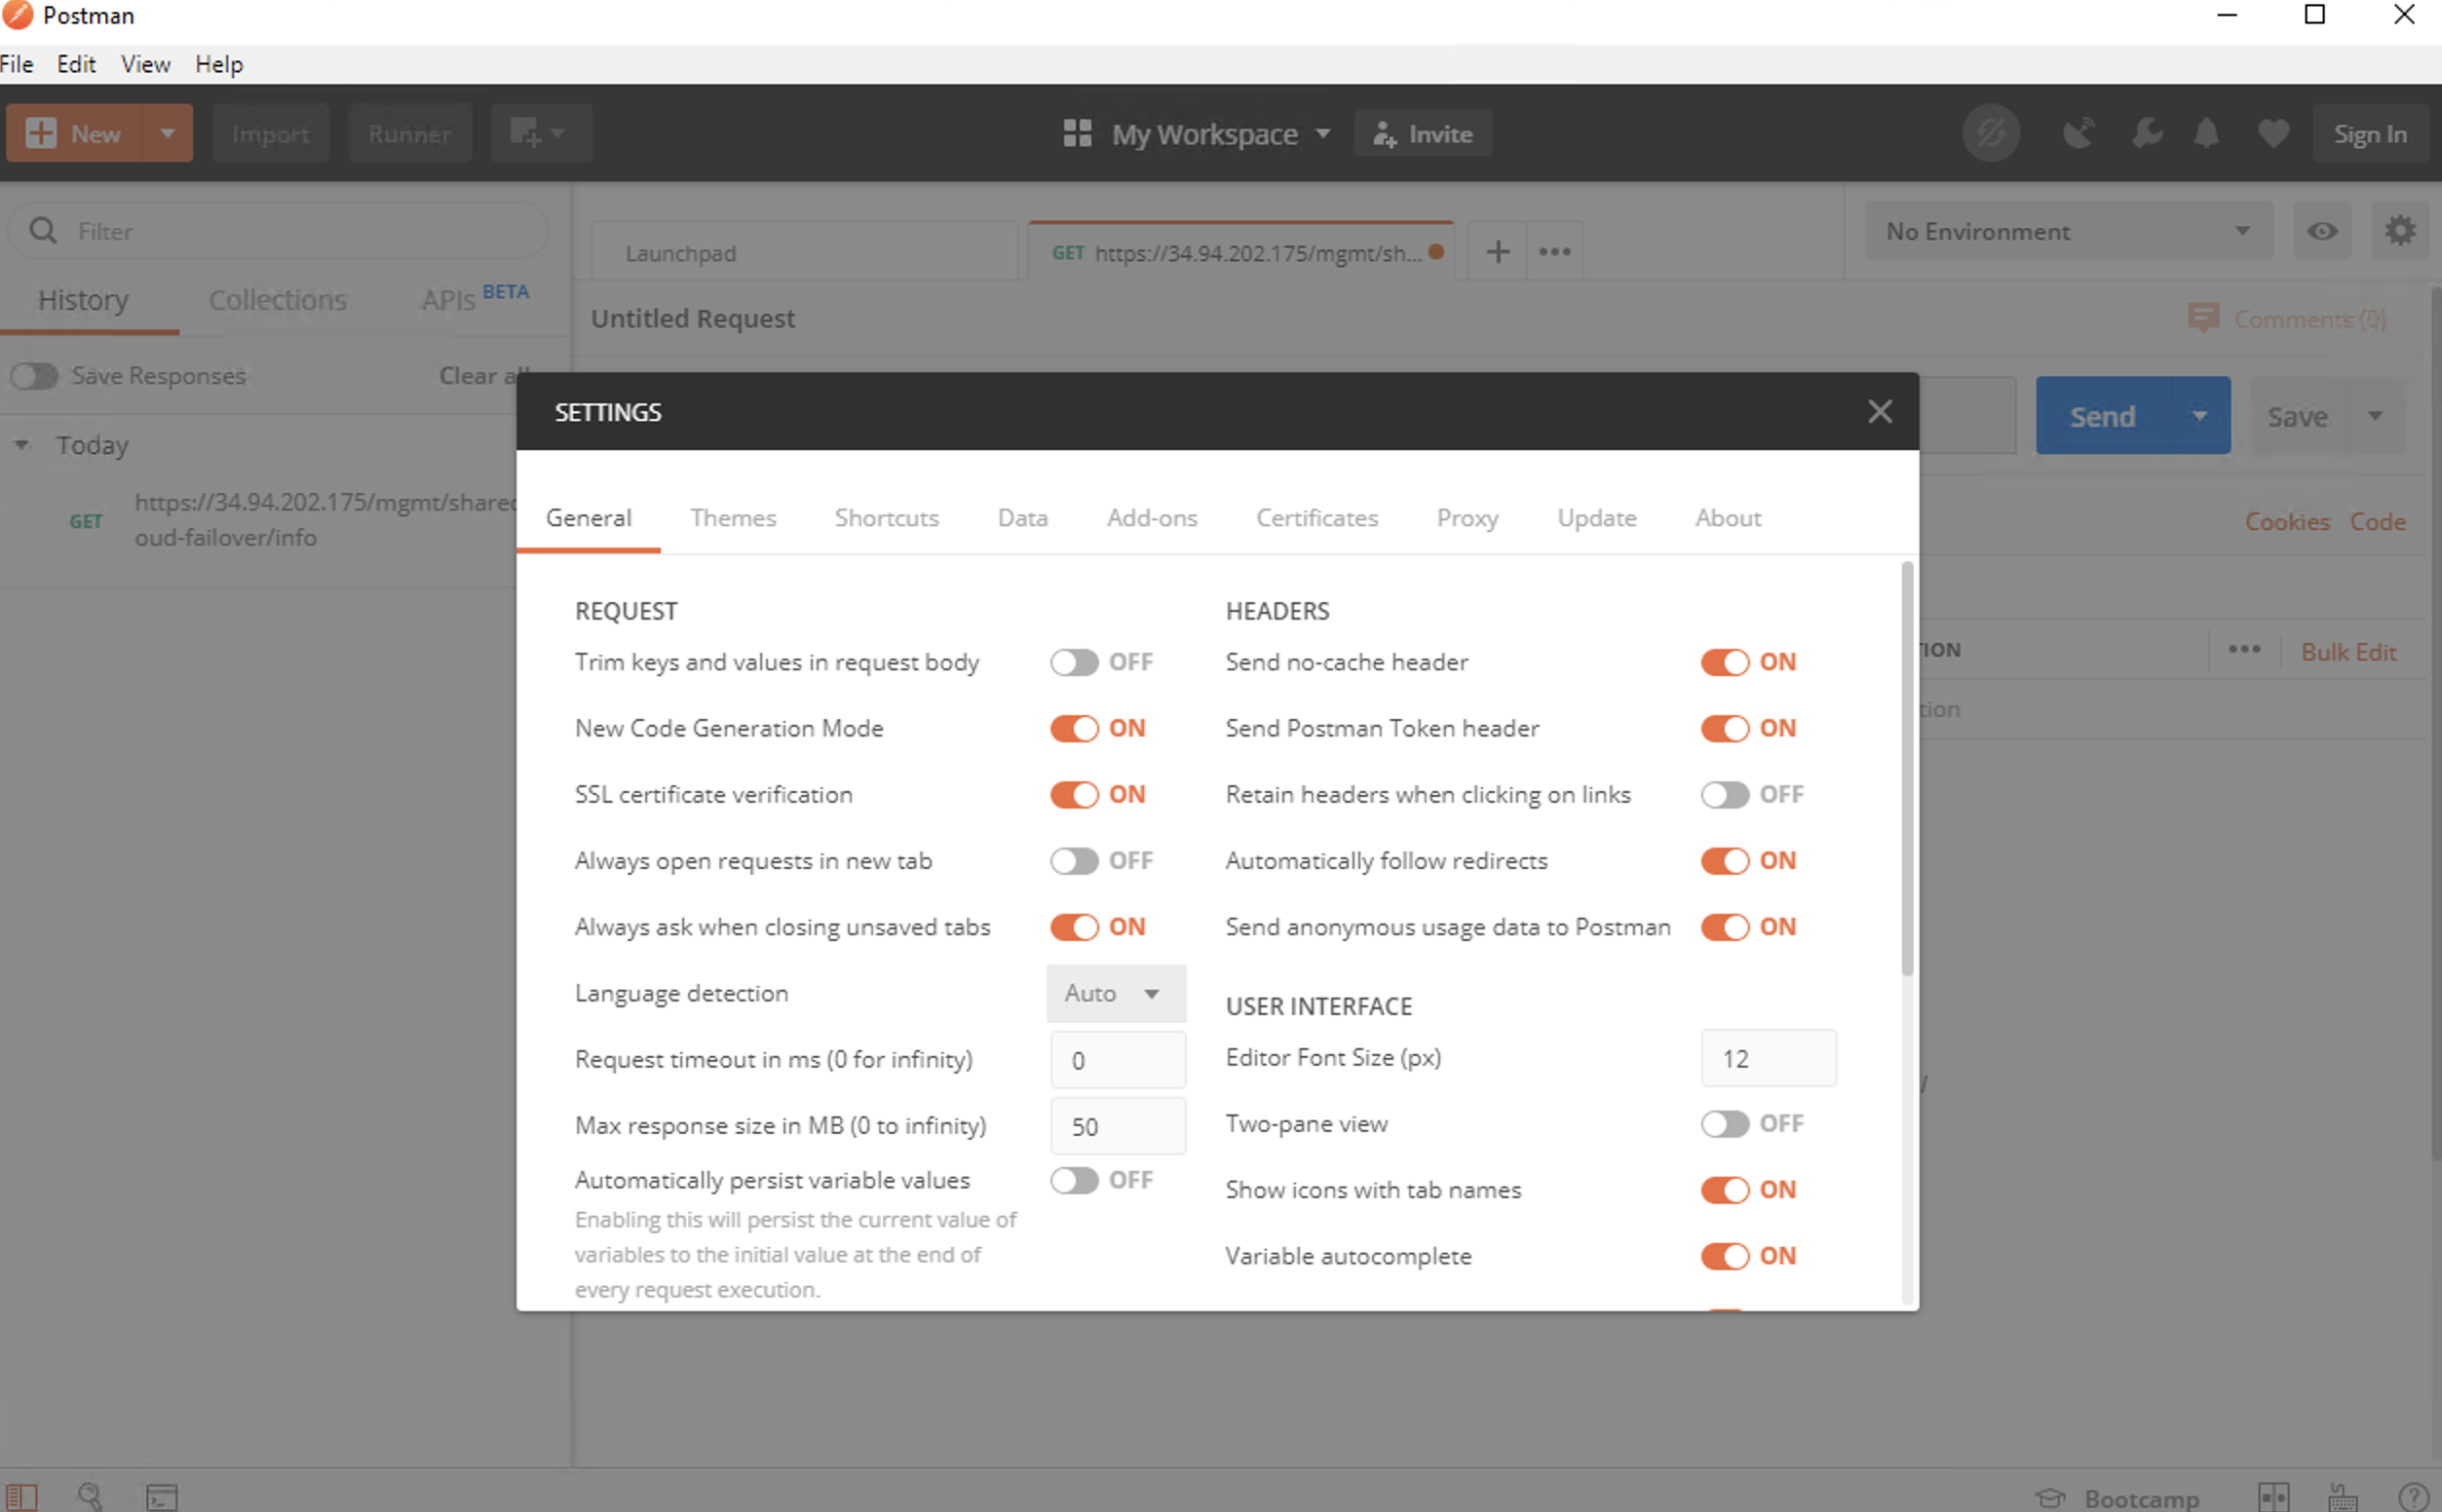 Postman
File Edit View Help
New Import Runner My Workspace Invite Sign In
Filter
Launchpad GET https://34.94.202.175/mgmt/sh... No Environment
History Collections APIs BETA
Untitled Request Comments (0)
Save Responses Clear all
SETTINGS
Send Save
Today
GET https://34.94.202.175/mgmt/shared
oud-failover/info
General Themes Shortcuts Data Add-ons Certificates Proxy Update About
Cookies Code
REQUEST HEADERS
Trim keys and values in request body OFF Send no-cache header ON
TION Bulk Edit
New Code Generation Mode ON Send Postman Token header ON
tion
SSL certificate verification ON Retain headers when clicking on links OFF
Always open requests in new tab OFF Automatically follow redirects ON
Always ask when closing unsaved tabs ON Send anonymous usage data to Postman ON
Language detection Auto USER INTERFACE
Request timeout in ms (0 for infinity) 0 Editor Font Size (px) 12
Max response size in MB (0 to infinity) 50 Two-pane view OFF
Automatically persist variable values OFF Show icons with tab names ON
Enabling this will persist the current value of
variables to the initial value at the end of
every request execution.
Variable autocomplete ON
Bootcamp